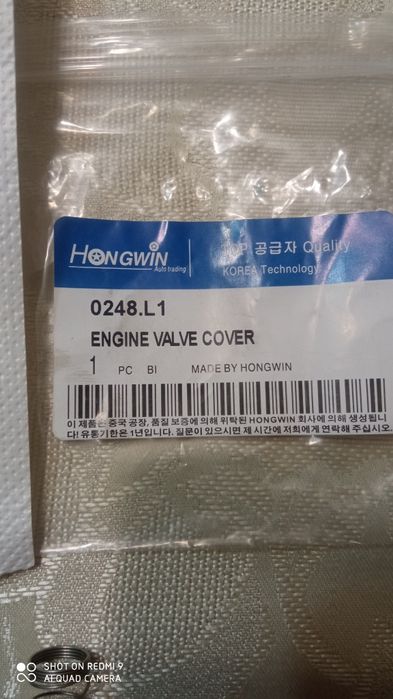 HONGWIN
Auto trading
TOP 공급자 Quality
KOREA Technology
0248.L1
ENGINE VALVE COVER
1 PC BI MADE BY HONGWIN
이 제품은 중국 공장, 품질 보증에 의해 위탁된 HONGWIN 회사에 의해 생성됩니
다! 유통기한은 1년입니다. 질문이 있으시면 제 시간에 저희에게 연락해 주십시오.
SHOT ON REDMI 9
AI QUAD CAMERA